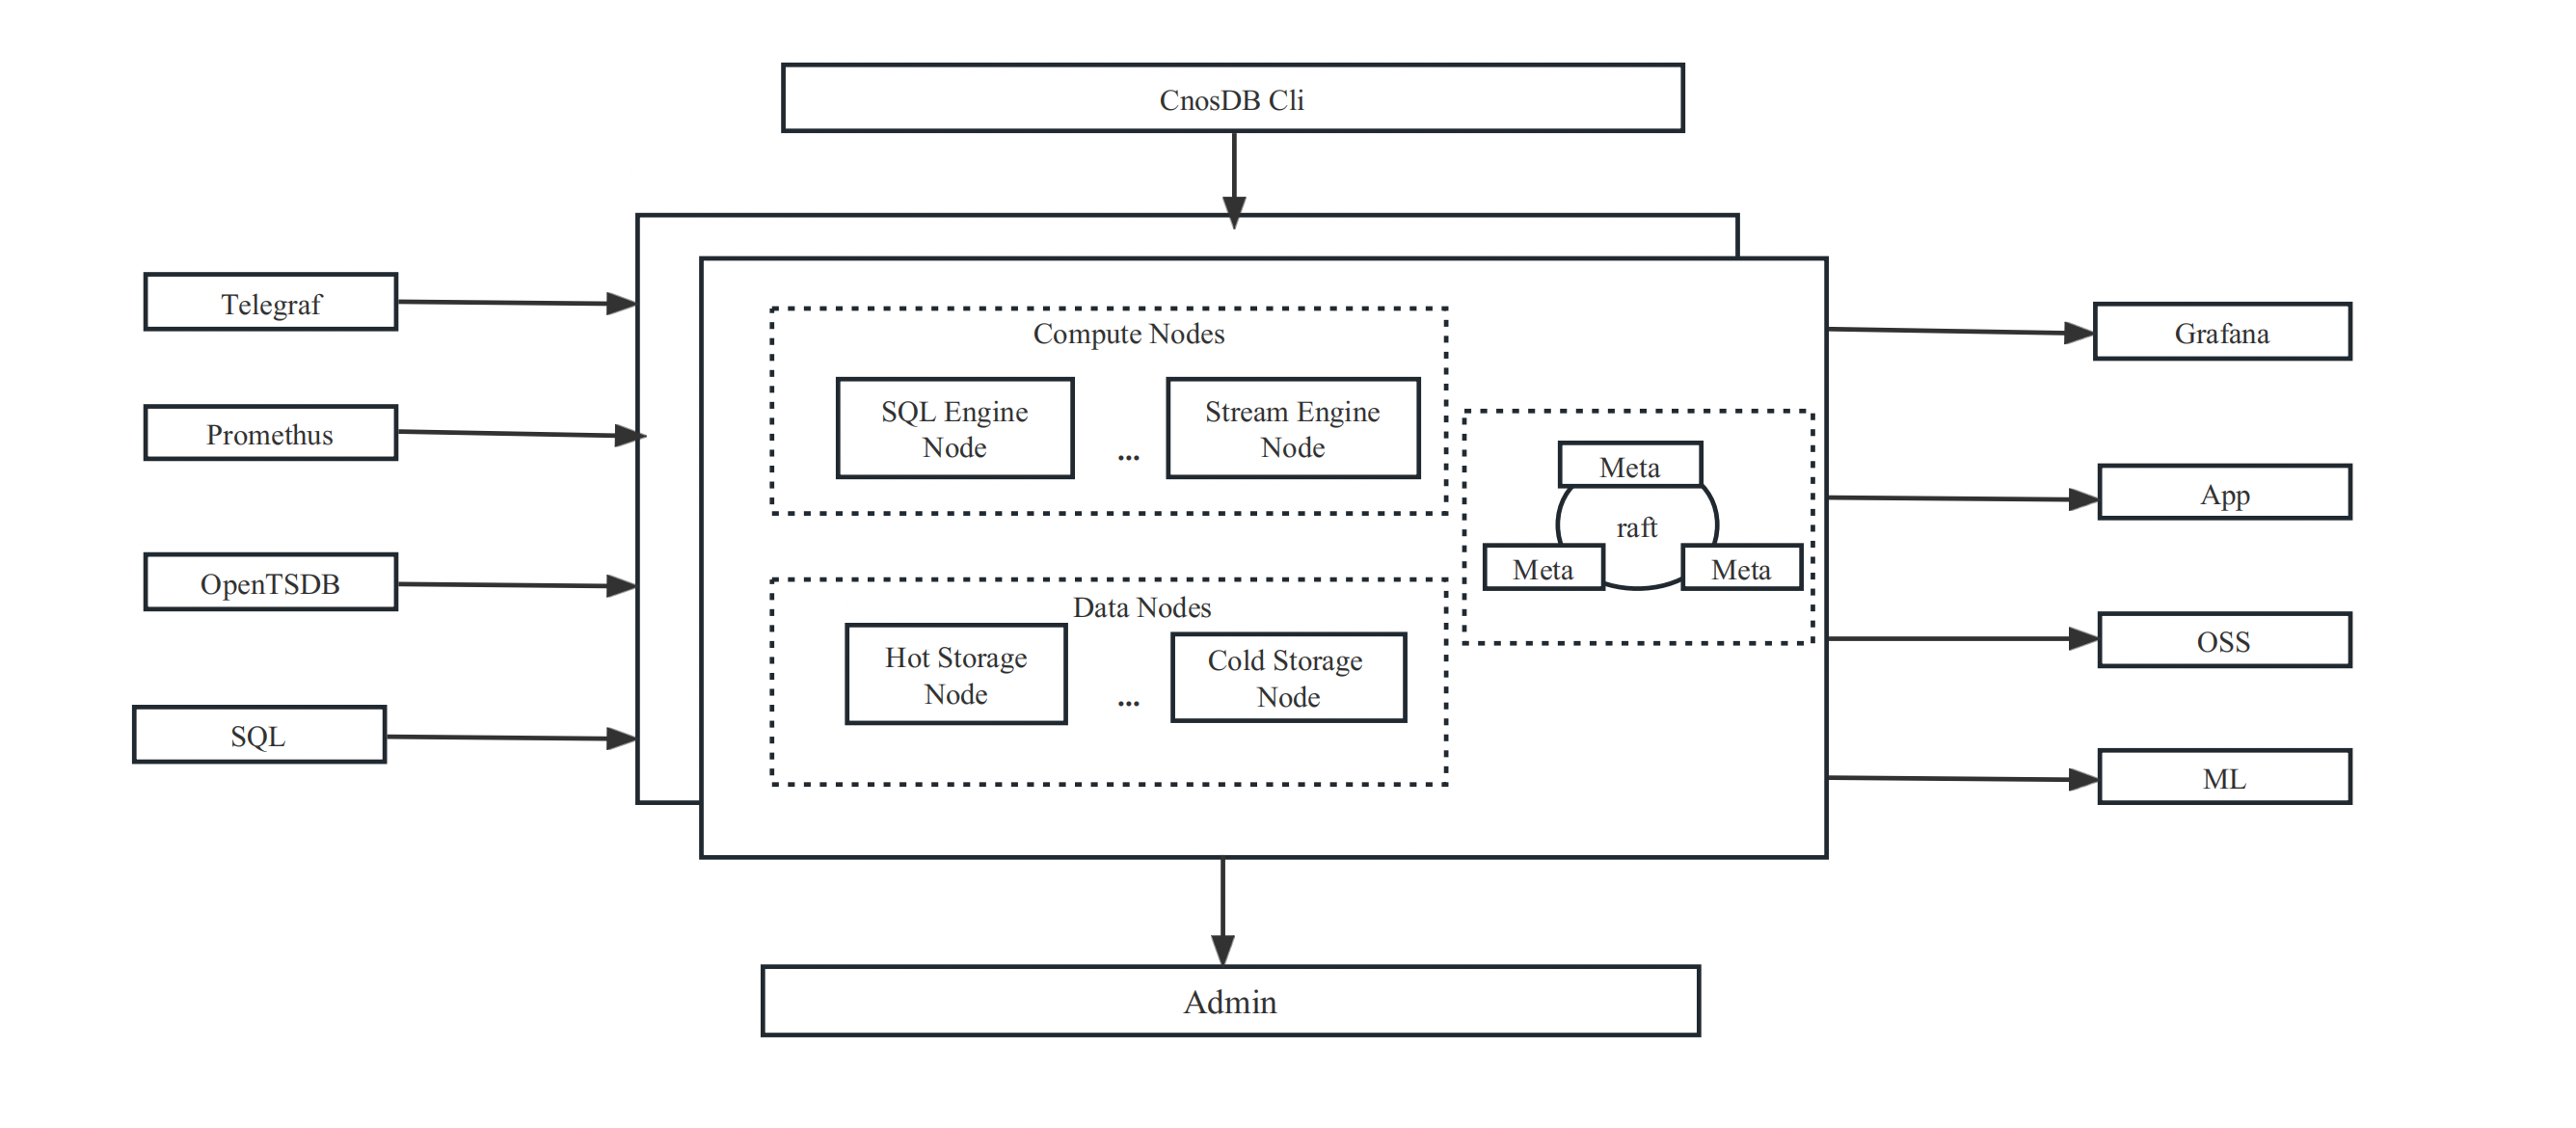 CnosDB Cli
Telegraf
Promethus
OpenTSDB
SQL
Compute Nodes
SQL Engine
Node
...
Stream Engine
Node
Data Nodes
Hot Storage
Node
...
Cold Storage
Node
Meta
raft
Meta
Meta
Grafana
App
OSS
ML
Admin